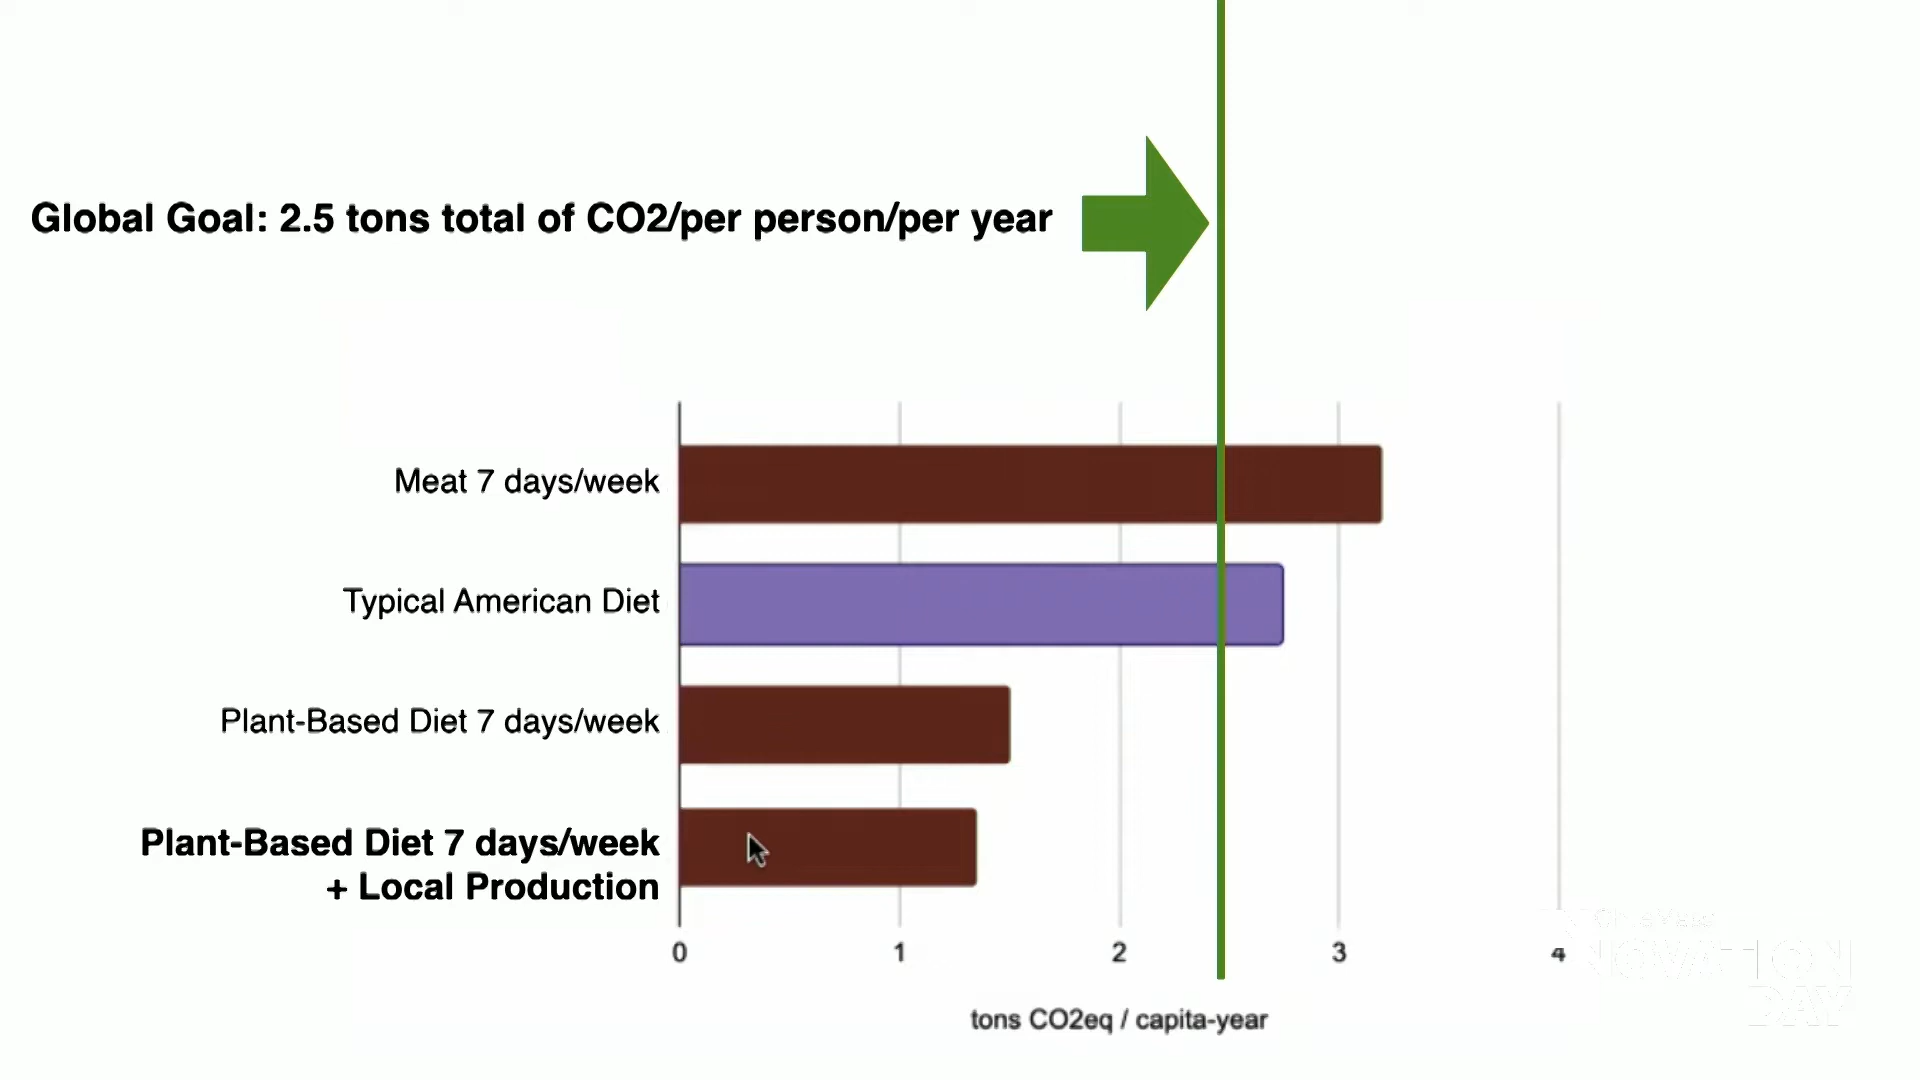 Global Goal: 2.5 tons total of CO2/per person/per year
Meat 7 days/week
Typical American Diet
Plant-Based Diet 7 days/week
Plant-Based Diet 7 days/week
+ Local Production
0 1 2 3 4
tons CO2eq / capita-year
DAY